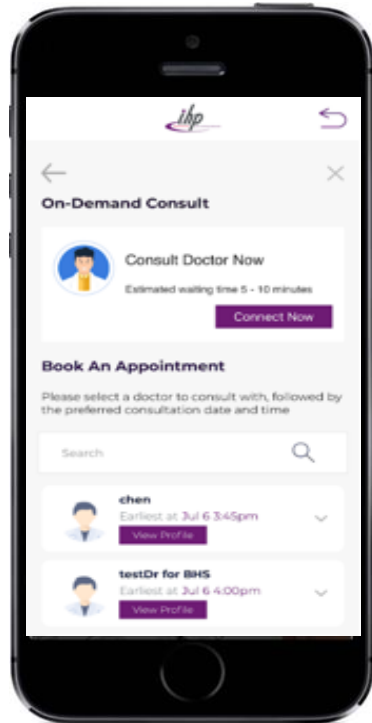 ihp
On-Demand Consult
Consult Doctor Now
Estimated waiting time 5 - 10 minutes
Connect Now
Book An Appointment
Please select a doctor to consult with, followed by
the preferred consultation date and time
Search
chen
Earliest at Jul 6 3:45pm
View Profile
testDr for BHS
Earliest at Jul 6 4:00pm
View Profile